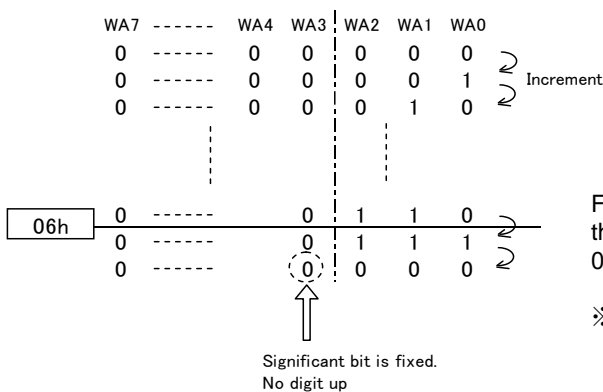 WA7 ------ WA4 WA3 WA2 WA1 WA0
0 ------ 0 0 0 0 0
0 ------ 0 0 0 0 1
Increment
0 ------ 0 0 0 1 0
0 ------ 0 1 1 0
06h
0 ------ 0 1 1 1
0 ------ 0 0 0 0
Significant bit is fixed.
No digit up
F
th
0
※